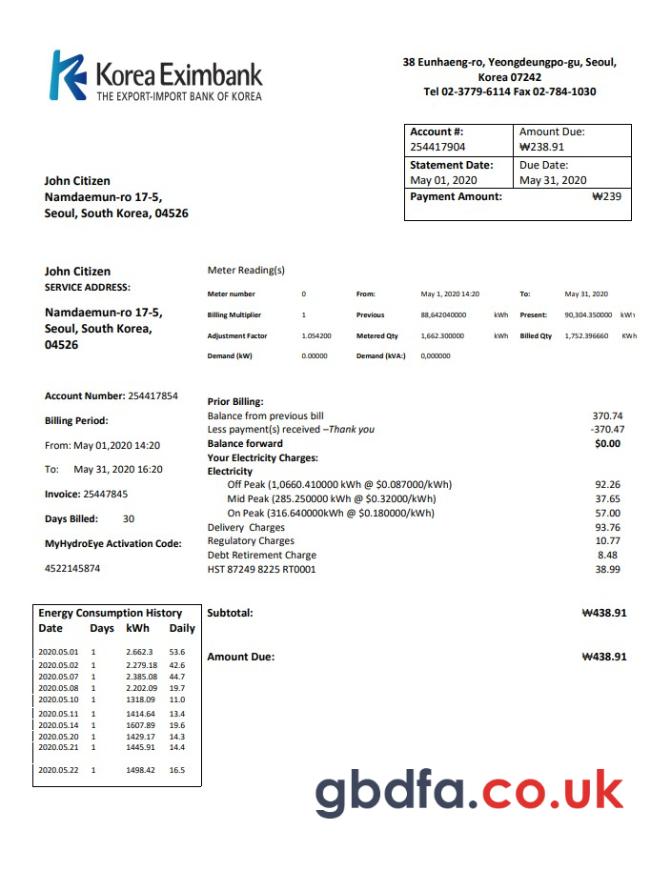 Korea Eximbank
THE EXPORT-IMPORT BANK OF KOREA
38 Eunhaeng-ro, Yeongdeungpo-gu, Seoul,
Korea 07242
Tel 02-3779-6114 Fax 02-784-1030
Account #: Amount Due:
254417904 ₩238.91
Statement Date: Due Date:
May 01, 2020 May 31, 2020
Payment Amount: ₩239
John Citizen
Namdaemun-ro 17-5,
Seoul, South Korea, 04526
John Citizen
SERVICE ADDRESS:
Namdaemun-ro 17-5,
Seoul, South Korea,
04526
Meter Reading(s)
Meter number 0 From: May 1, 2020 14:20 To: May 31, 2020
Billing Multiplier 1 Previous 88,642040000 kWh Present: 90,304.350000 kWh
Adjustment Factor 1.054200 Metered Qty 1,662.300000 kWh Billed Qty 1,752.396660 KWh
Demand (kW) 0.00000 Demand (kVA:) 0,000000
Account Number: 254417854
Billing Period:
From: May 01,2020 14:20
To: May 31, 2020 16:20
Invoice: 25447845
Days Billed: 30
MyHydroEye Activation Code:
4522145874
Prior Billing:
Balance from previous bill 370.74
Less payment(s) received –Thank you -370.47
Balance forward $0.00
Your Electricity Charges:
Electricity
Off Peak (1,0660.410000 kWh @ $0.087000/kWh) 92.26
Mid Peak (285.250000 kWh @ $0.32000/kWh) 37.65
On Peak (316.640000kWh @ $0.180000/kWh) 57.00
Delivery Charges 93.76
Regulatory Charges 10.77
Debt Retirement Charge 8.48
HST 87249 8225 RT0001 38.99
Energy Consumption History
Date Days kWh Daily
2020.05.01 1 2.662.3 53.6
2020.05.02 1 2.279.18 42.6
2020.05.07 1 2.385.08 44.7
2020.05.08 1 2.202.09 19.7
2020.05.10 1 1318.09 11.0
2020.05.11 1 1414.64 13.4
2020.05.14 1 1607.89 19.6
2020.05.20 1 1429.17 14.3
2020.05.21 1 1445.91 14.4
2020.05.22 1 1498.42 16.5
Subtotal: ₩438.91
Amount Due: ₩438.91
gbdfa.co.uk